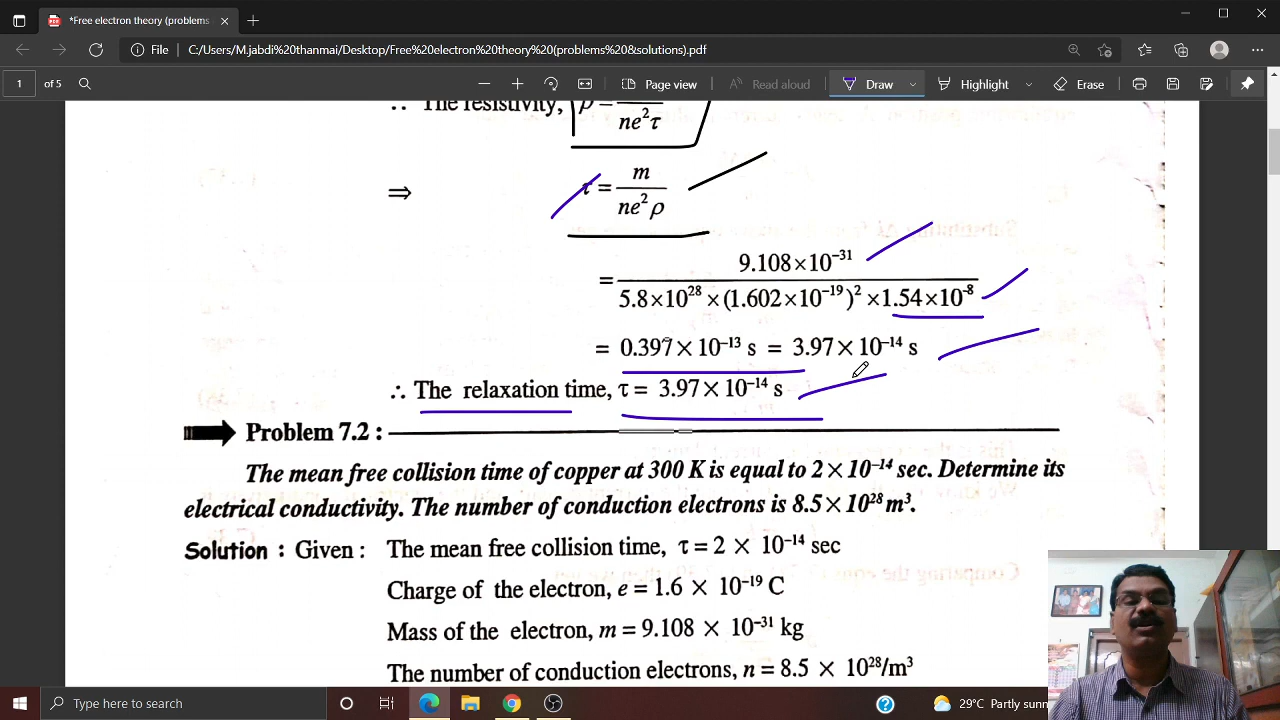 *Free electron theory (problems
File C:/Users/M.jabdi%20thanmai/Desktop/Free%20electron%20theory%20(problems%20&solutions).pdf
1 of 5 Page view Read aloud Draw Highlight Erase
∴ The resistivity, ρ =
ne²τ
⇒ τ = m
ne²ρ
= 9.108×10⁻³¹
5.8×10²⁸ ×(1.602×10⁻¹⁹)² ×1.54×10⁻⁸
= 0.397×10⁻¹³ s = 3.97×10⁻¹⁴ s
∴ The relaxation time, τ = 3.97×10⁻¹⁴ s
Problem 7.2 :
The mean free collision time of copper at 300 K is equal to 2×10⁻¹⁴ sec. Determine its
electrical conductivity. The number of conduction electrons is 8.5×10²⁸m³.
Solution : Given : The mean free collision time, τ = 2 × 10⁻¹⁴ sec
Charge of the electron, e = 1.6 × 10⁻¹⁹ C
Mass of the electron, m = 9.108 × 10⁻³¹ kg
The number of conduction electrons, n = 8.5 × 10²⁸/m³
Type here to search
29°C Partly sunn